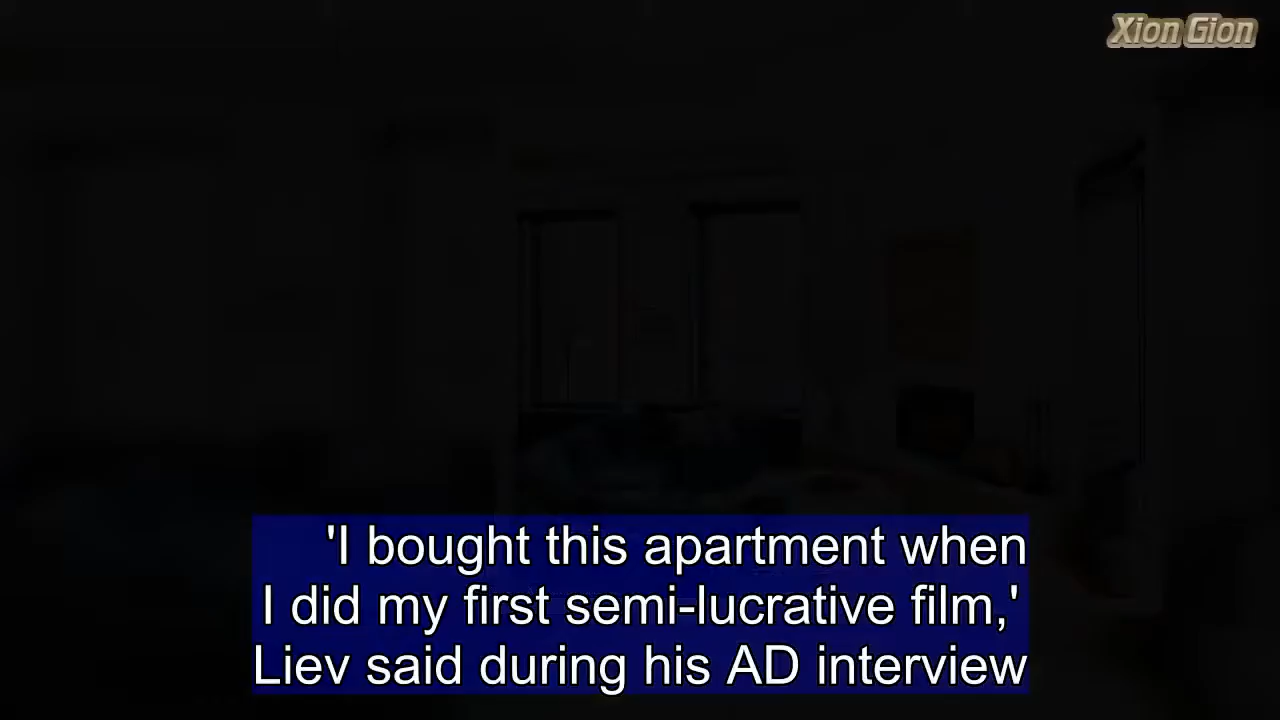 Xion Gion
'I bought this apartment when
I did my first semi-lucrative film,'
Liev said during his AD interview